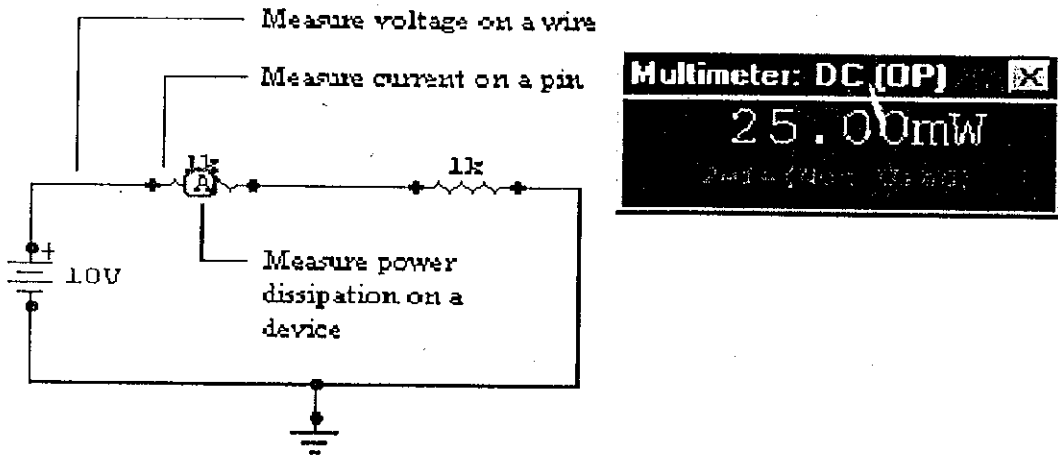 Measure voltage on a wire
Measure current on a pin
1k
A
1k
+
10V
Measure power
dissipation on a
device
Multimeter: DC (OP)
25.00mW